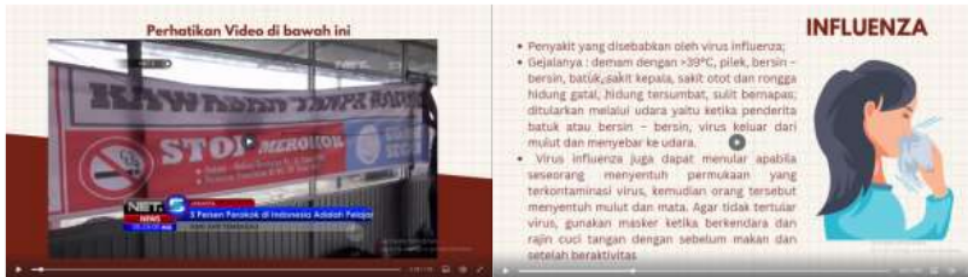 Perhatikan Video di bawah ini
KAWASAN TANPA ROKOK
STOP MEROKOK
NET.
NEWS
JAKARTA
3 Persen Perokok di Indonesia Adalah Pelajar
INFLUENZA
Penyakit yang disebabkan oleh virus influenza;
Gejalanya : demam dengan >39°C, pilek, bersin –
bersin, batuk, sakit kepala, sakit otot dan rongga
hidung gatal, hidung tersumbat, sulit bernapas;
ditularkan melalui udara yaitu ketika penderita
batuk atau bersin – bersin, virus keluar dari
mulut dan menyebar ke udara.
Virus influenza juga dapat menular apabila
seseorang menyentuh permukaan yang
terkontaminasi virus, kemudian orang tersebut
menyentuh mulut dan mata. Agar tidak tertular
virus, gunakan masker ketika berkendara dan
rajin cuci tangan dengan sebelum makan dan
setelah beraktivitas